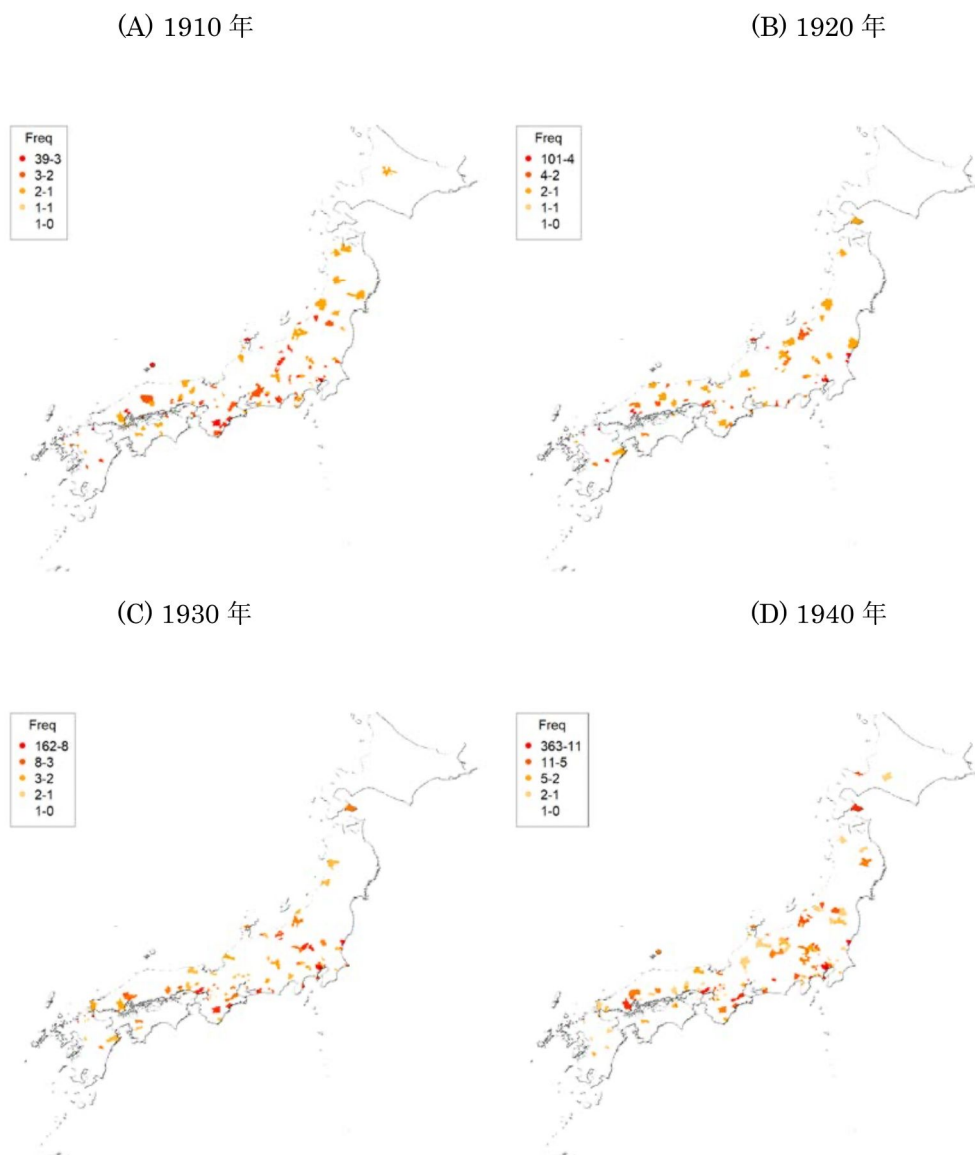 (A) 1910 年
(B) 1920 年
Freq
39-3
3-2
2-1
1-1
1-0
Freq
101-4
4-2
2-1
1-1
1-0
(C) 1930 年
(D) 1940 年
Freq
162-8
8-3
3-2
2-1
1-0
Freq
363-11
11-5
5-2
2-1
1-0